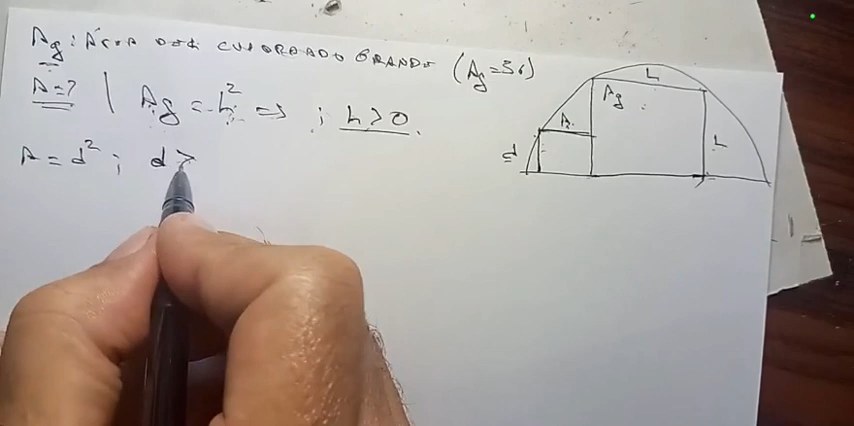 Ag: Área del cuadrado grande (Ag=36)
A=? | Ag = L² ⇒ ; L > 0.
A = d² ; d >
L
Ag
A
L
d